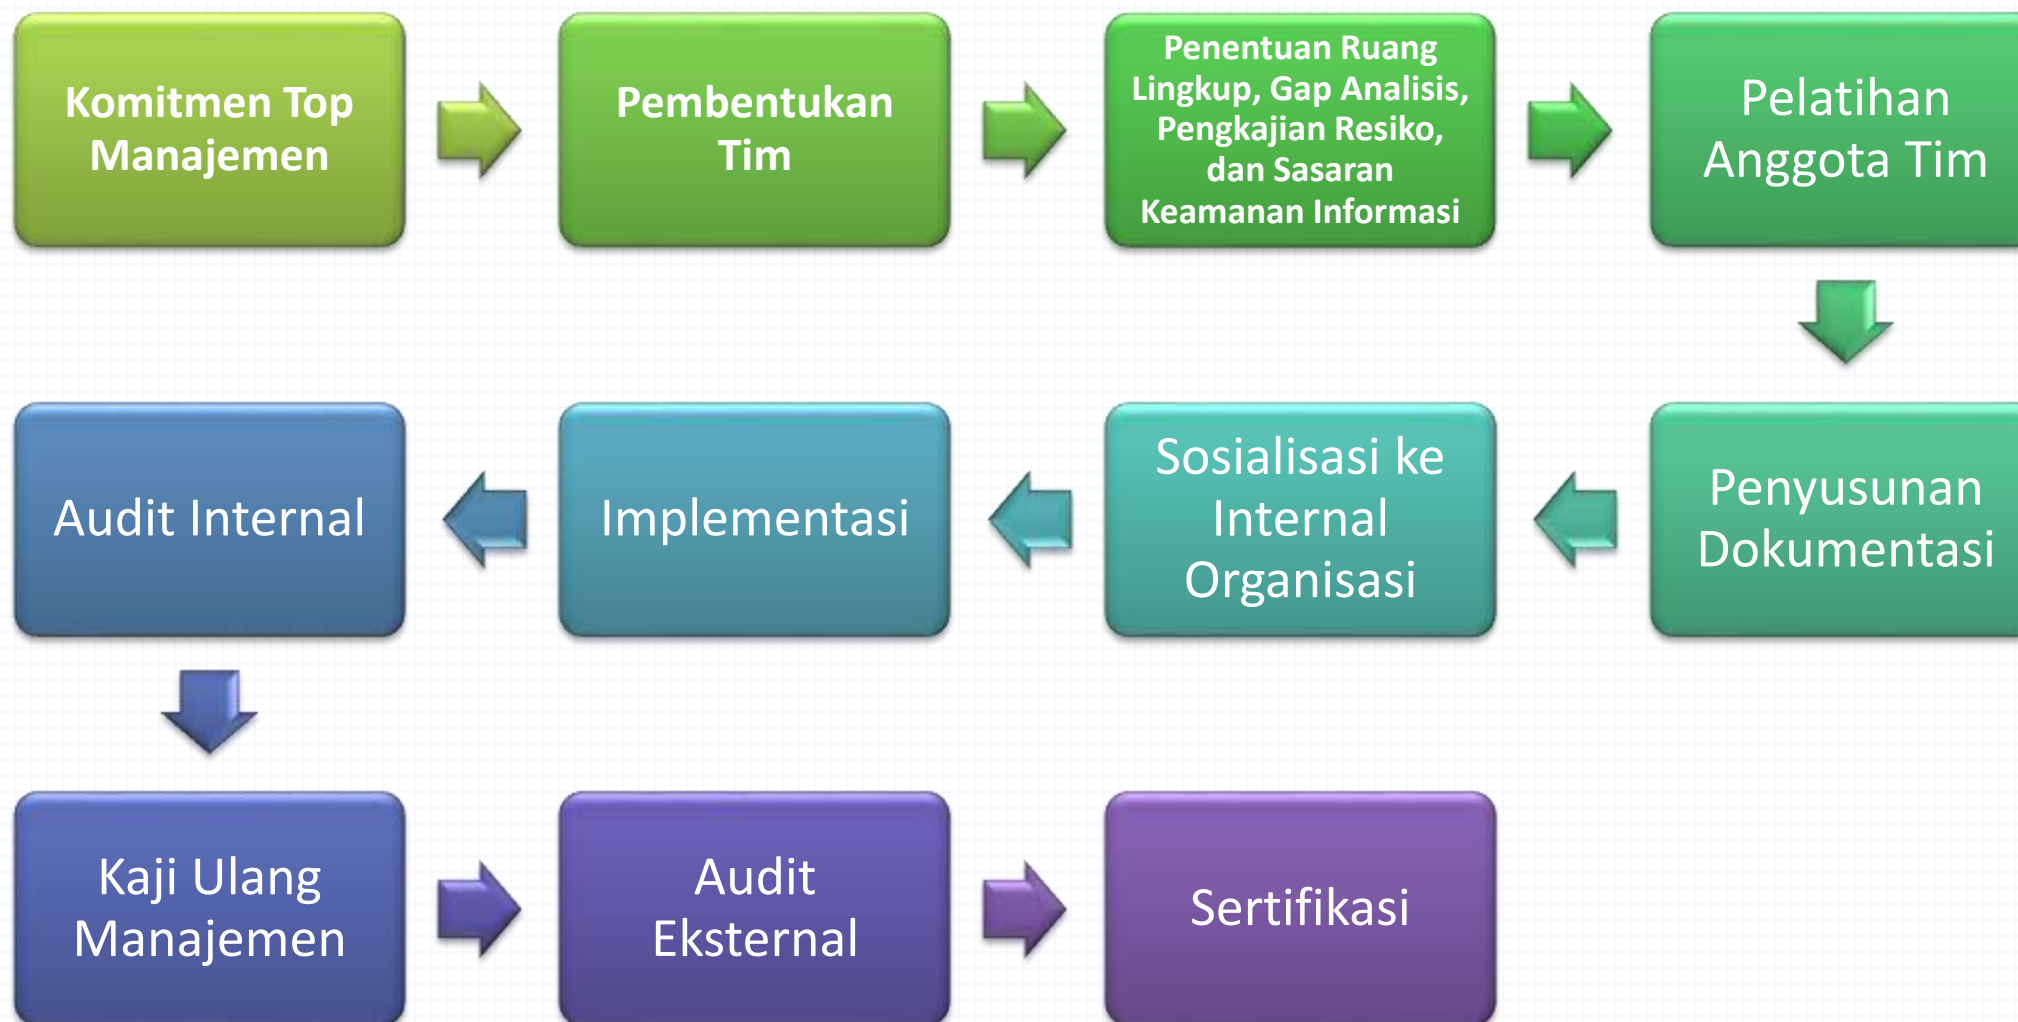 Komitmen Top
Manajemen
Pembentukan
Tim
Penentuan Ruang
Lingkup, Gap Analisis,
Pengkajian Resiko,
dan Sasaran
Keamanan Informasi
Pelatihan
Anggota Tim
Penyusunan
Dokumentasi
Sosialisasi ke
Internal
Organisasi
Implementasi
Audit Internal
Kaji Ulang
Manajemen
Audit
Eksternal
Sertifikasi